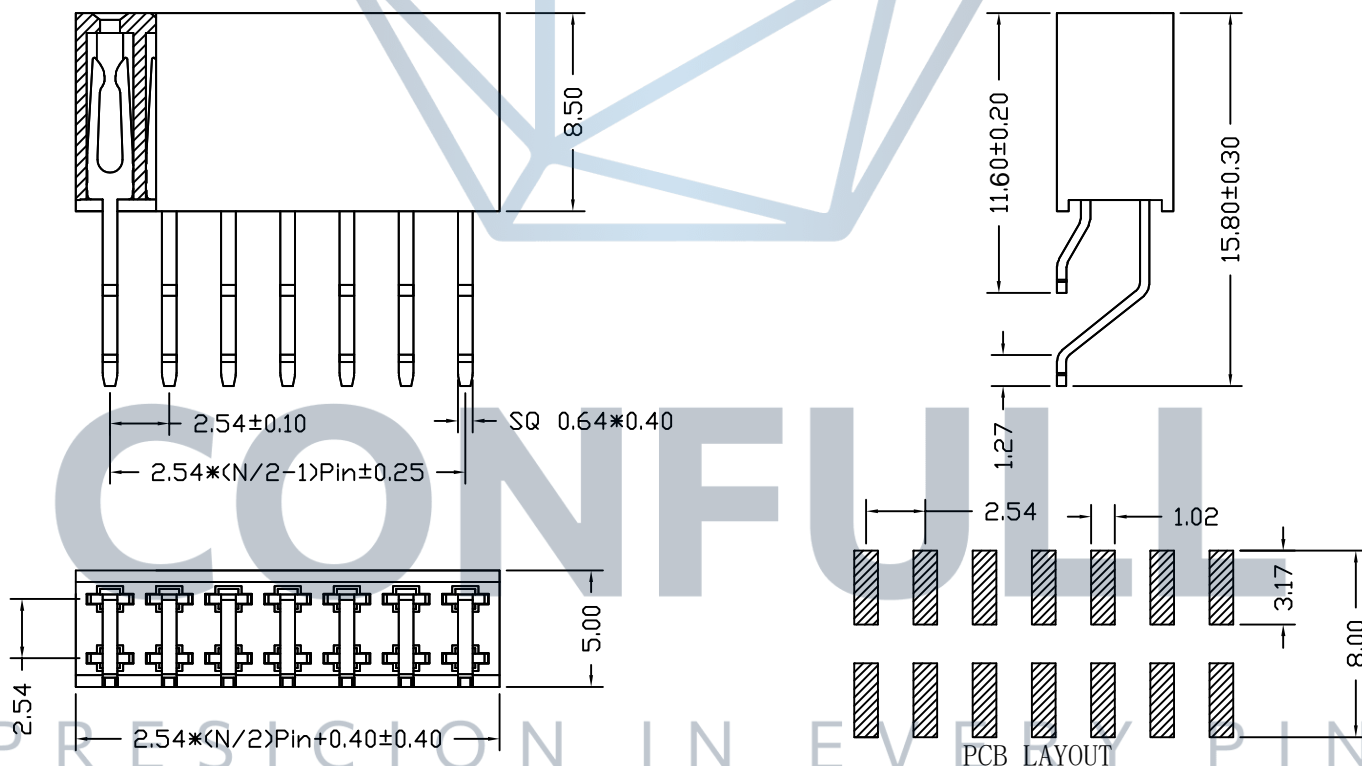 8.50
11.60±0.20
15.80±0.30
1.27
2.54±0.10
SQ 0.64*0.40
2.54*(N/2-1)Pin±0.25
CONFULL
2.54
1.02
3.17
8.00
5.00
2.54
2.54*(N/2)Pin+0.40±0.40
PRESICION IN EVERY PIN
PCB LAYOUT